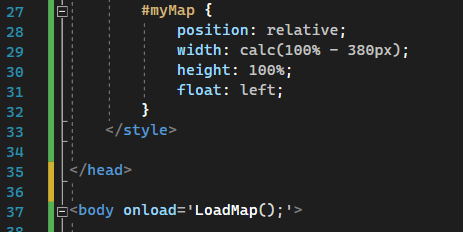 27 #myMap {
28 position: relative;
29 width: calc(100% - 380px);
30 height: 100%;
31 float: left;
32 }
33 </style>
34
35 </head>
36
37 <body onload='LoadMap();'>
38